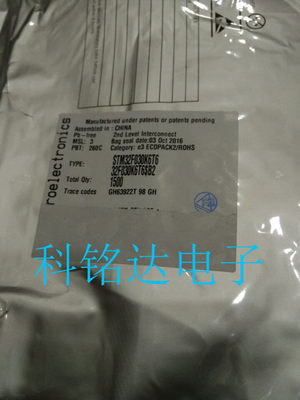 Manufactured under patents or patents pending
Assembled in: CHINA
Pb-free 2nd Level Interconnect
MSL: 3 Bag seal date:03 Oct 2016
PBT: 260C Category: e3 ECOPACK2/ROHS
TYPE: STM32F030K6T6
32F030K6T6$B2
Total Qty: 1500
Trace codes GH63922T 98 GH
roelectronics
科铭达电子